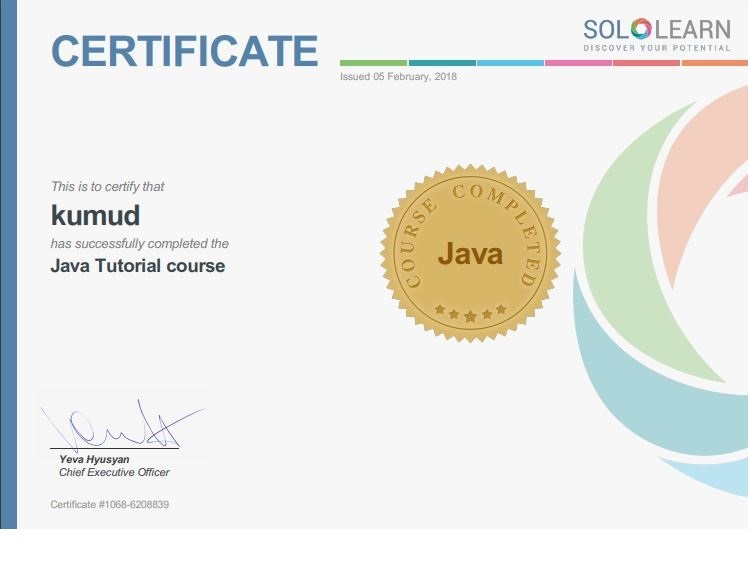 CERTIFICATE
SOLOLEARN
DISCOVER YOUR POTENTIAL
Issued 05 February, 2018
This is to certify that
kumud
has successfully completed the
Java Tutorial course
COURSE COMPLETED
Java
Yeva Hyusyan
Chief Executive Officer
Certificate #1068-6208839